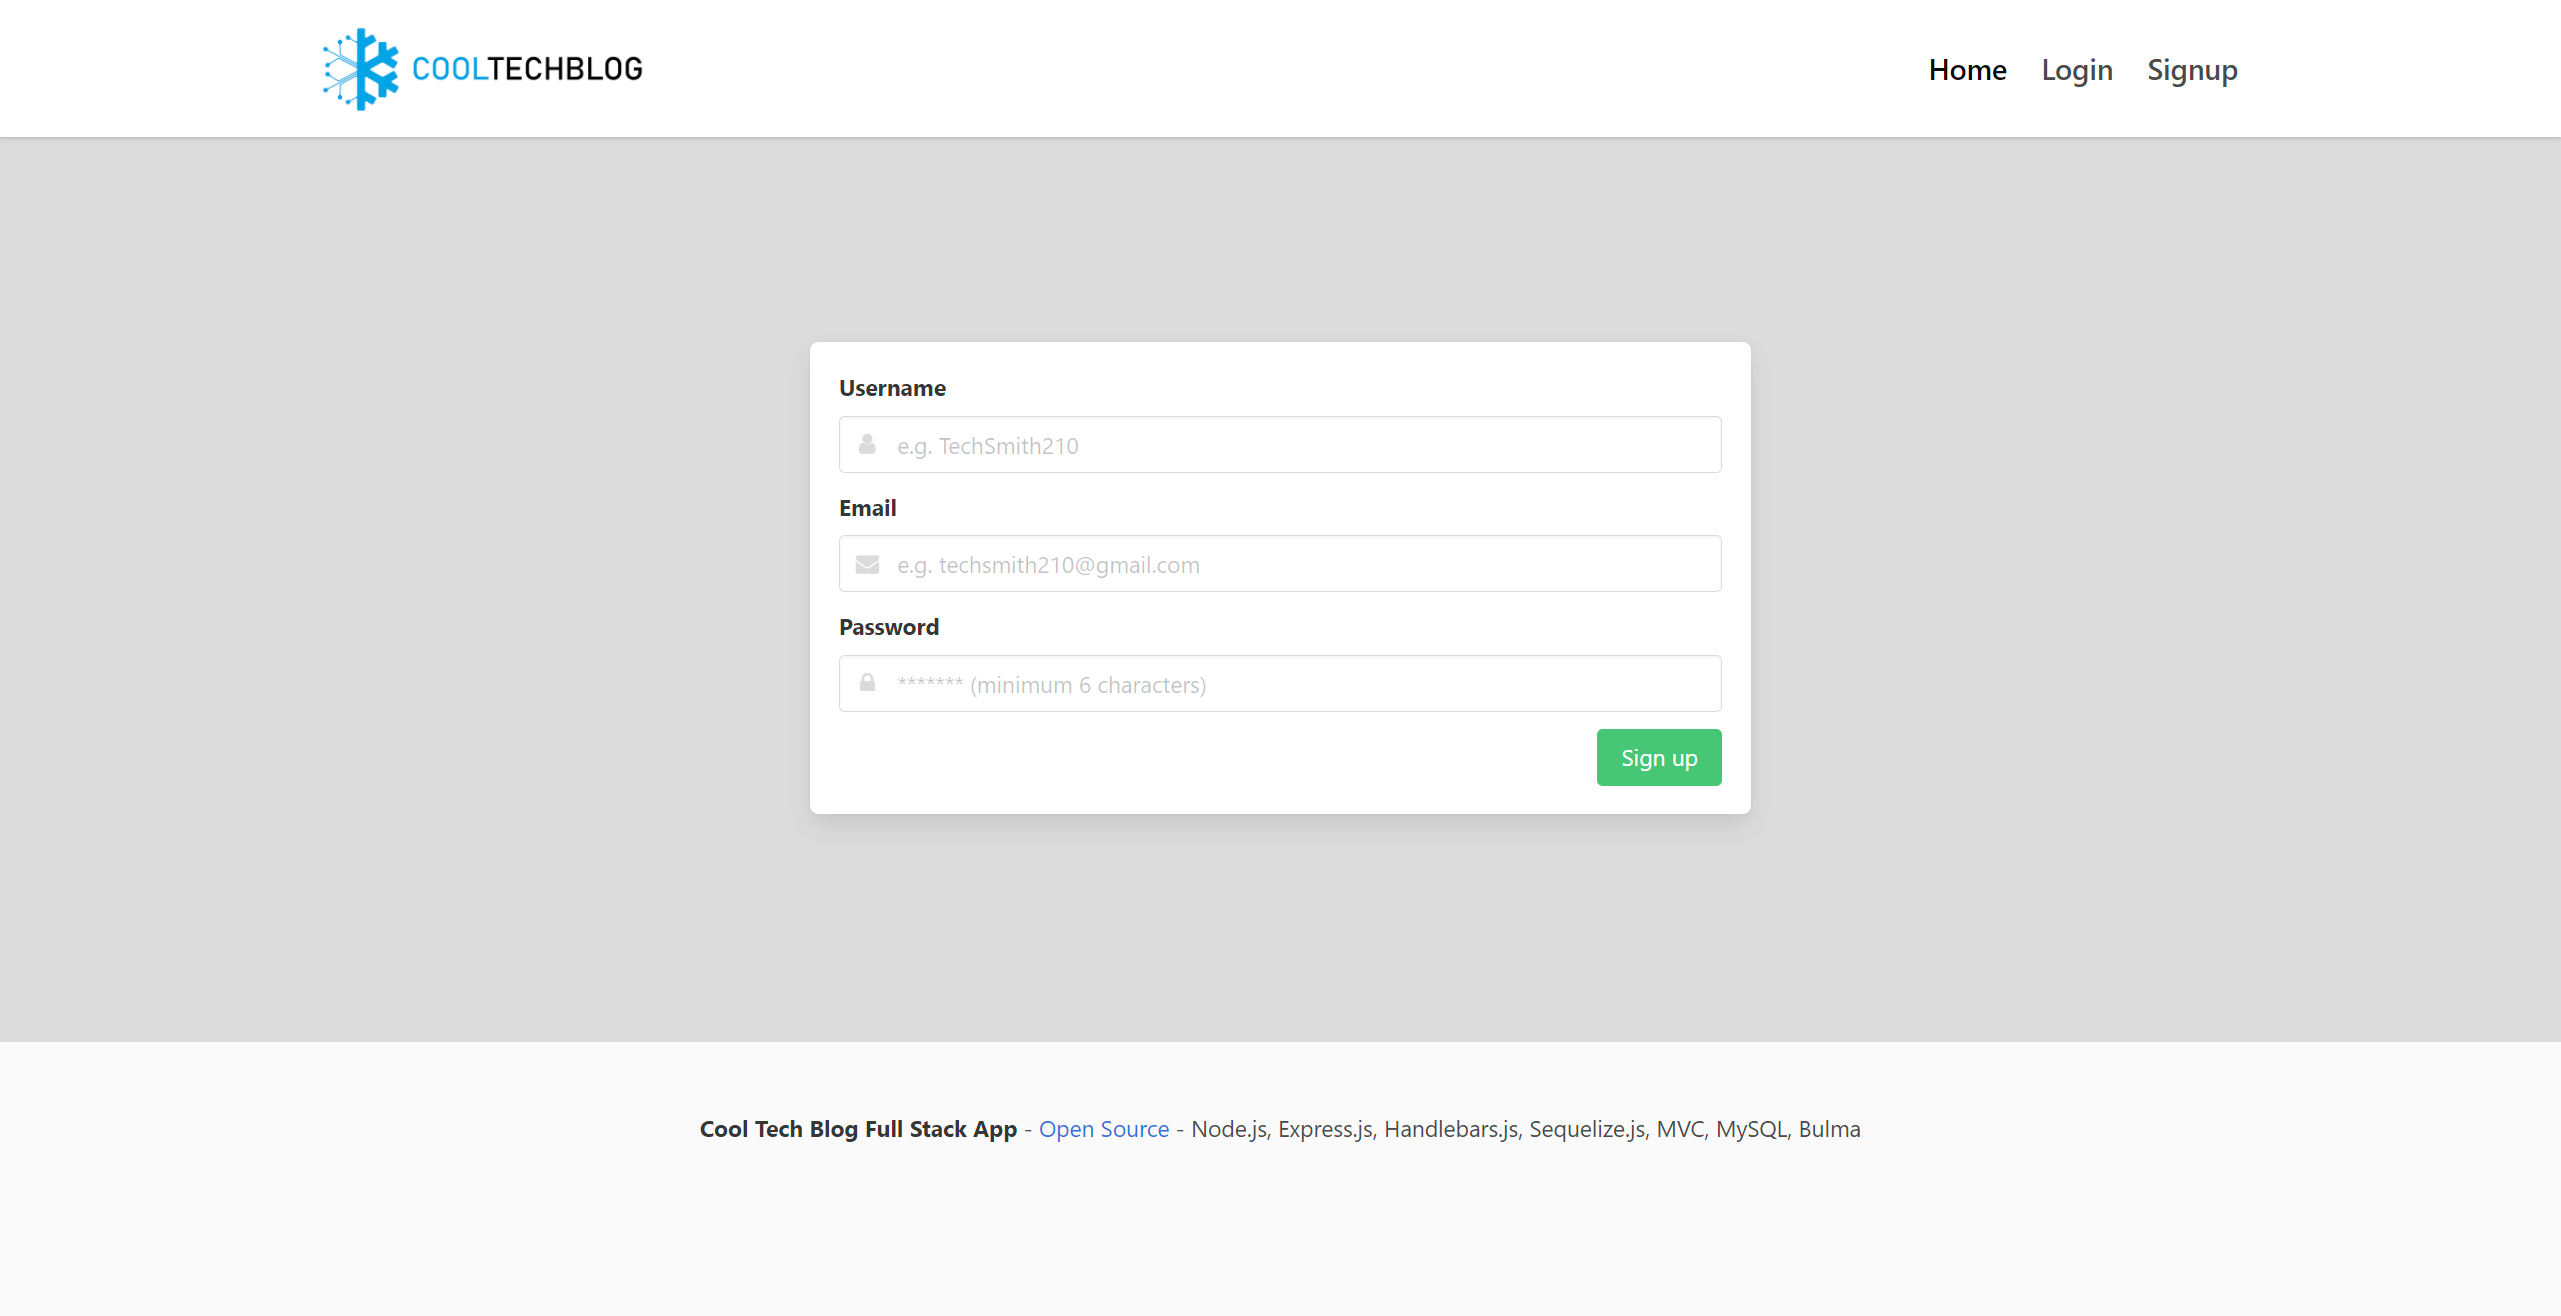 COOLTECHBLOG
Home Login Signup
Username
e.g. TechSmith210
Email
e.g. techsmith210@gmail.com
Password
******* (minimum 6 characters)
Sign up
Cool Tech Blog Full Stack App - Open Source - Node.js, Express.js, Handlebars.js, Sequelize.js, MVC, MySQL, Bulma